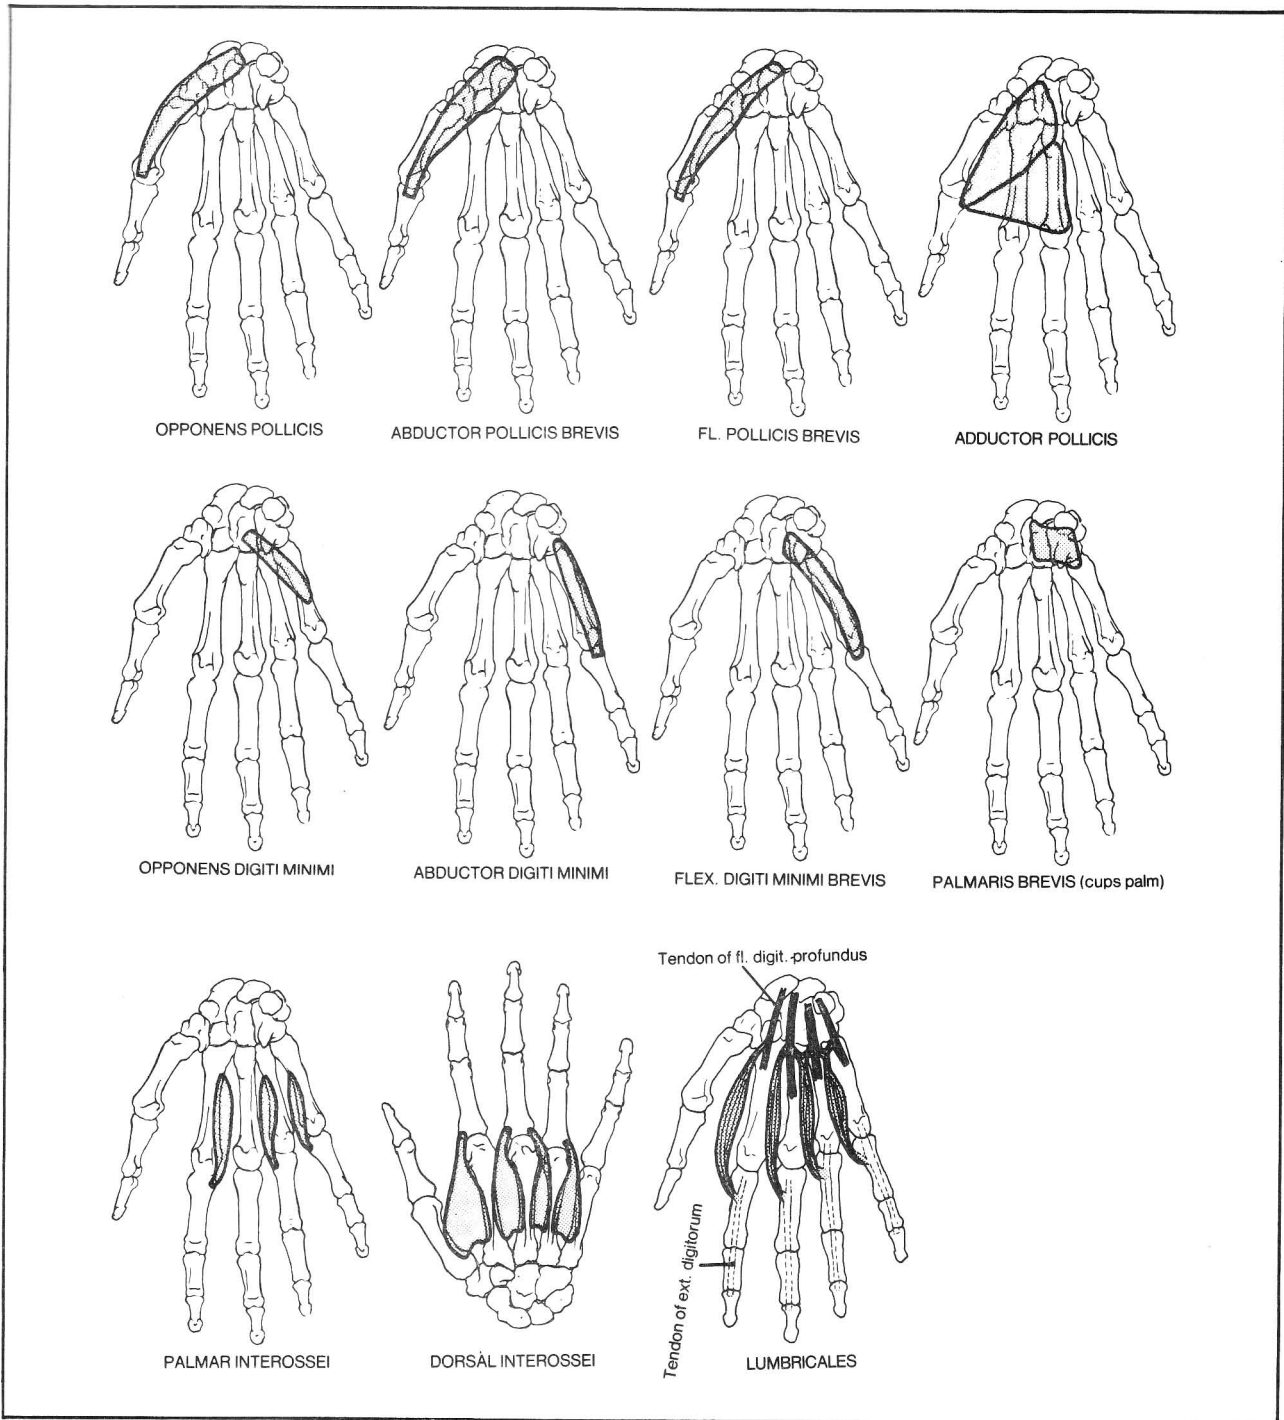 OPPONENS POLLICIS
ABDUCTOR POLLICIS BREVIS
FL. POLLICIS BREVIS
ADDUCTOR POLLICIS
OPPONENS DIGITI MINIMI
ABDUCTOR DIGITI MINIMI
FLEX. DIGITI MINIMI BREVIS
PALMARIS BREVIS (cups palm)
Tendon of fl. digit.-profundus
Tendon of ext. digitorum
PALMAR INTEROSSEI
DORSAL INTEROSSEI
LUMBRICALES